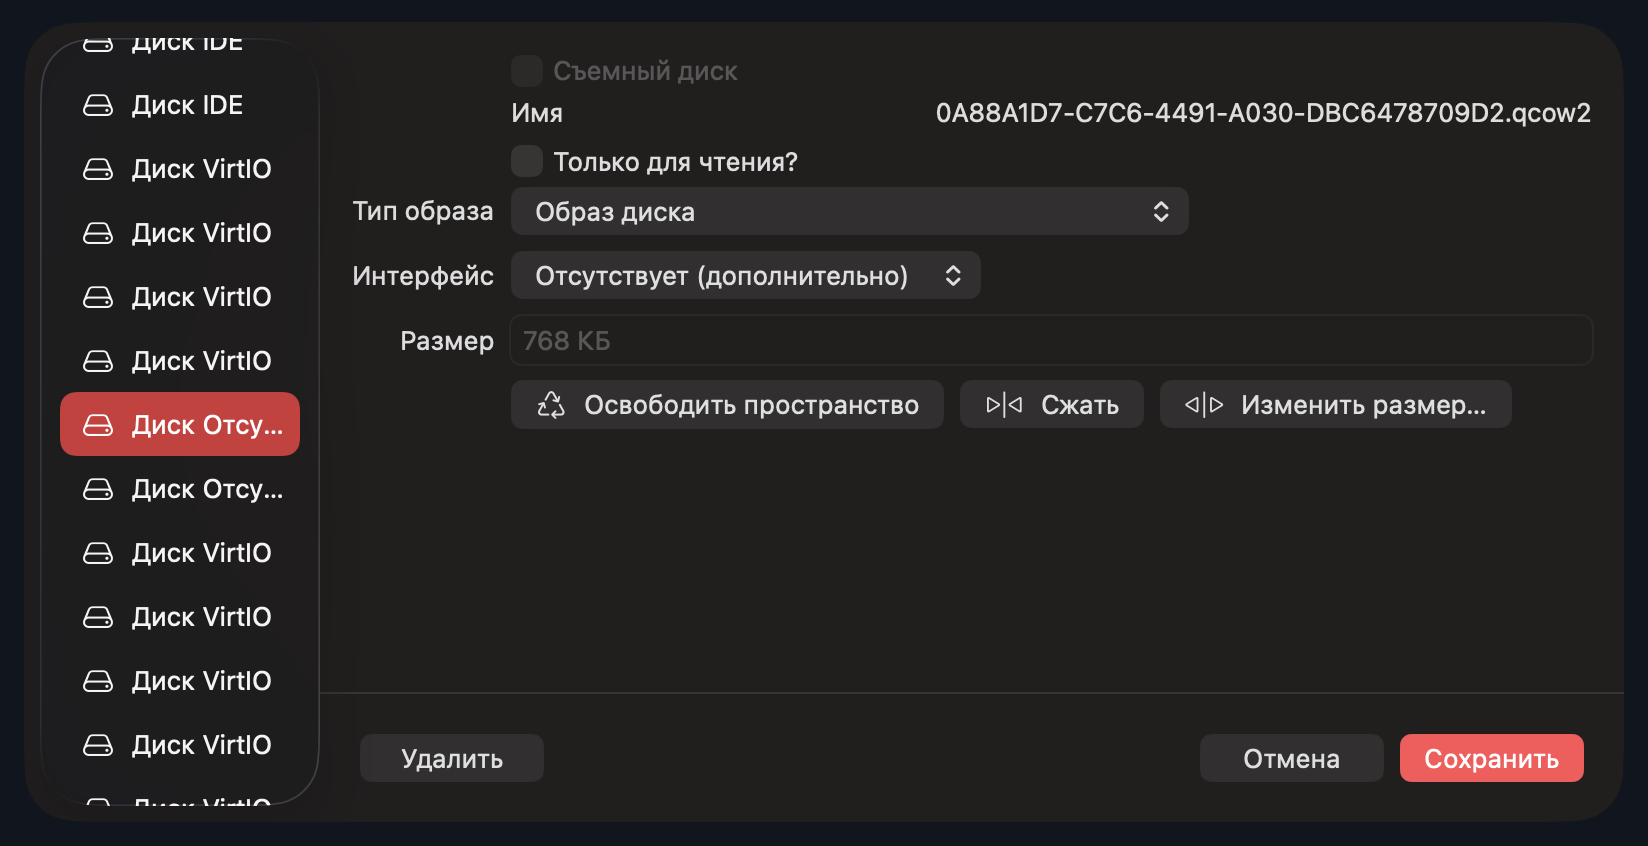 Диск IDE
Диск IDE
Диск VirtIO
Диск VirtIO
Диск VirtIO
Диск VirtIO
Диск Отсу...
Диск Отсу...
Диск VirtIO
Диск VirtIO
Диск VirtIO
Диск VirtIO
Диск VirtIO
Съемный диск
Имя 0A88A1D7-C7C6-4491-A030-DBC6478709D2.qcow2
Только для чтения?
Тип образа Образ диска
Интерфейс Отсутствует (дополнительно)
Размер 768 КБ
Освободить пространство Сжать Изменить размер...
Удалить Отмена Сохранить